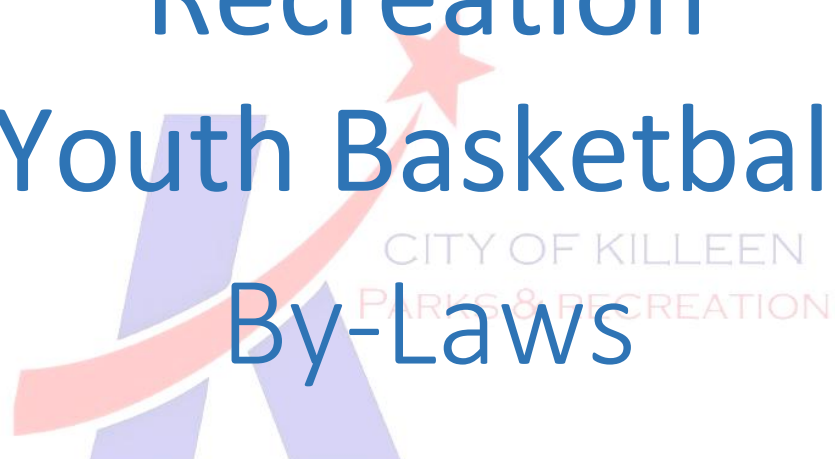 Recreation
Youth Basketbal
CITY OF KILLEEN
PARKS & RECREATION
By-Laws